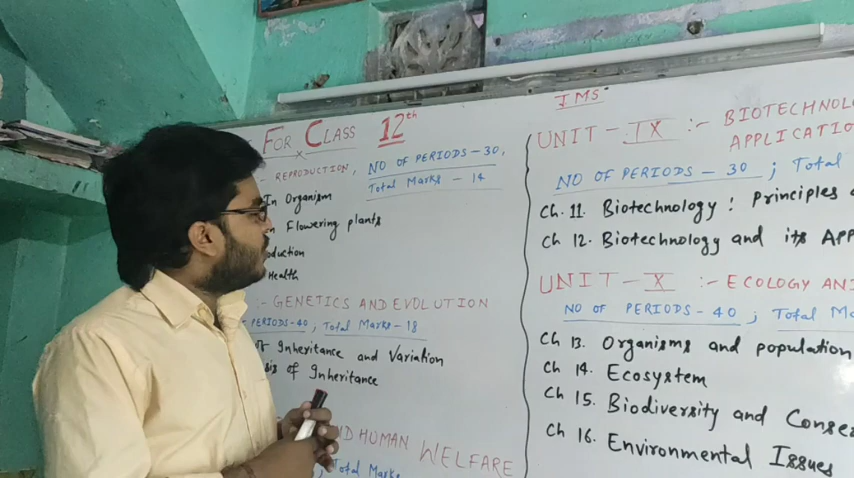 FOR CLASS 12th
REPRODUCTION, NO OF PERIODS-30,
Total Marks - 14
In Organism
Flowering plants
Health
:- GENETICS AND EVOLUTION
PERIODS-40, Total Marks-18
Inheritance and Variation
of Inheritance
HUMAN WELFARE
Total Marks
UNIT - IX :- BIOTECHNOLO
APPLICATIO
NO OF PERIODS - 30 ; Total
Ch. 11. Biotechnology : Principles
Ch 12. Biotechnology and its App
UNIT - X :- ECOLOGY AND
NO OF PERIODS - 40 ; Total Ma
Ch 13. Organisms and population
Ch 14. Ecosystem
Ch 15. Biodiversity and Conse
Ch 16. Environmental Issues